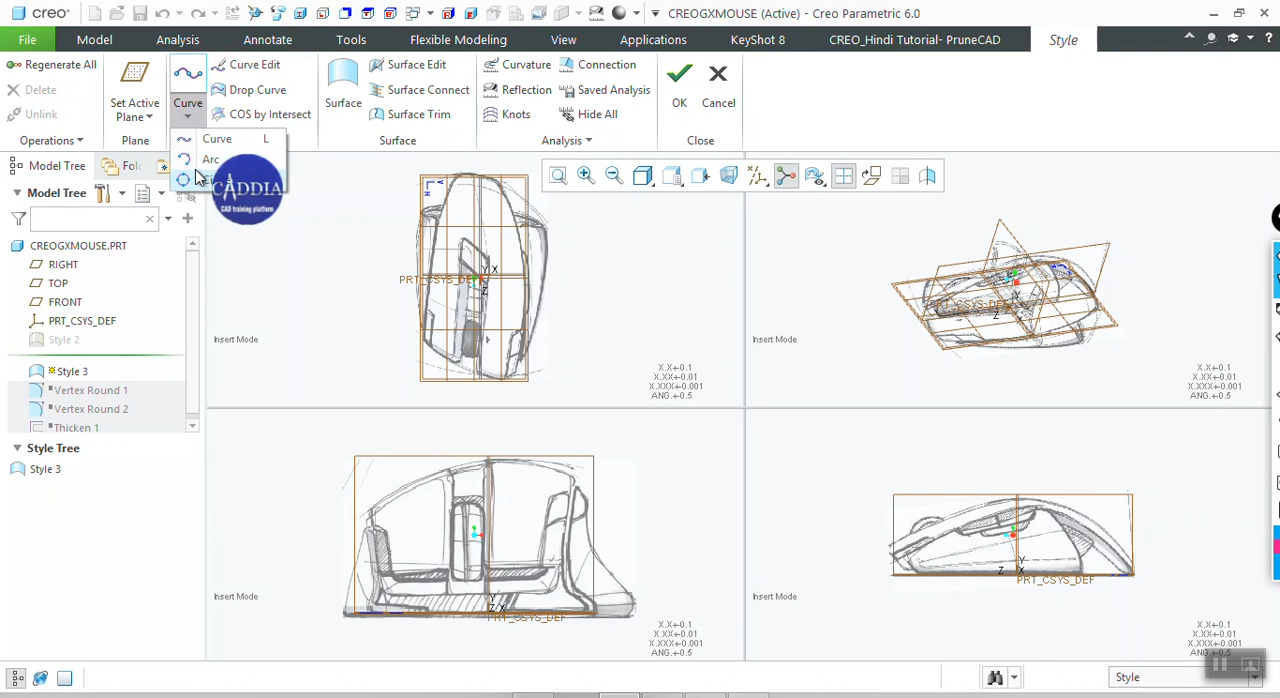 creo
CREOGXMOUSE (Active) - Creo Parametric 6.0
File
Model
Analysis
Annotate
Tools
Flexible Modeling
View
Applications
KeyShot 8
CREO_Hindi Tutorial- PruneCAD
Style
Regenerate All
Delete
Unlink
Operations
Set Active
Plane
Plane
Curve
Curve Edit
Drop Curve
COS by Intersect
Curve L
Arc
Surface
Surface Edit
Surface Connect
Surface Trim
Surface
Curvature
Reflection
Knots
Connection
Saved Analysis
Hide All
Analysis
OK
Cancel
Close
CADDIA
CAD training platform
Model Tree
Model Tree
CREOGXMOUSE.PRT
RIGHT
TOP
FRONT
PRT_CSYS_DEF
Style 2
Style 3
Vertex Round 1
Vertex Round 2
Thicken 1
Style Tree
Style 3
Y X
PRT_CSYS_DEF
Z
Insert Mode
X.X+-0.1
X.XX+-0.01
X.XXX+-0.001
ANG.+-0.5
PRT_CSYS_DEF
Y
X
Z
Insert Mode
X.X+-0.1
X.XX+-0.01
X.XXX+-0.001
ANG.+-0.5
Insert Mode
Y
Z X
PRT_CSYS_DEF
X.X+-0.1
X.XX+-0.01
X.XXX+-0.001
ANG.+-0.5
Insert Mode
Y
Z X
PRT_CSYS_DEF
X.X+-0.1
X.XX+-0.01
X.XXX+-0.001
ANG.+-0.5
Style